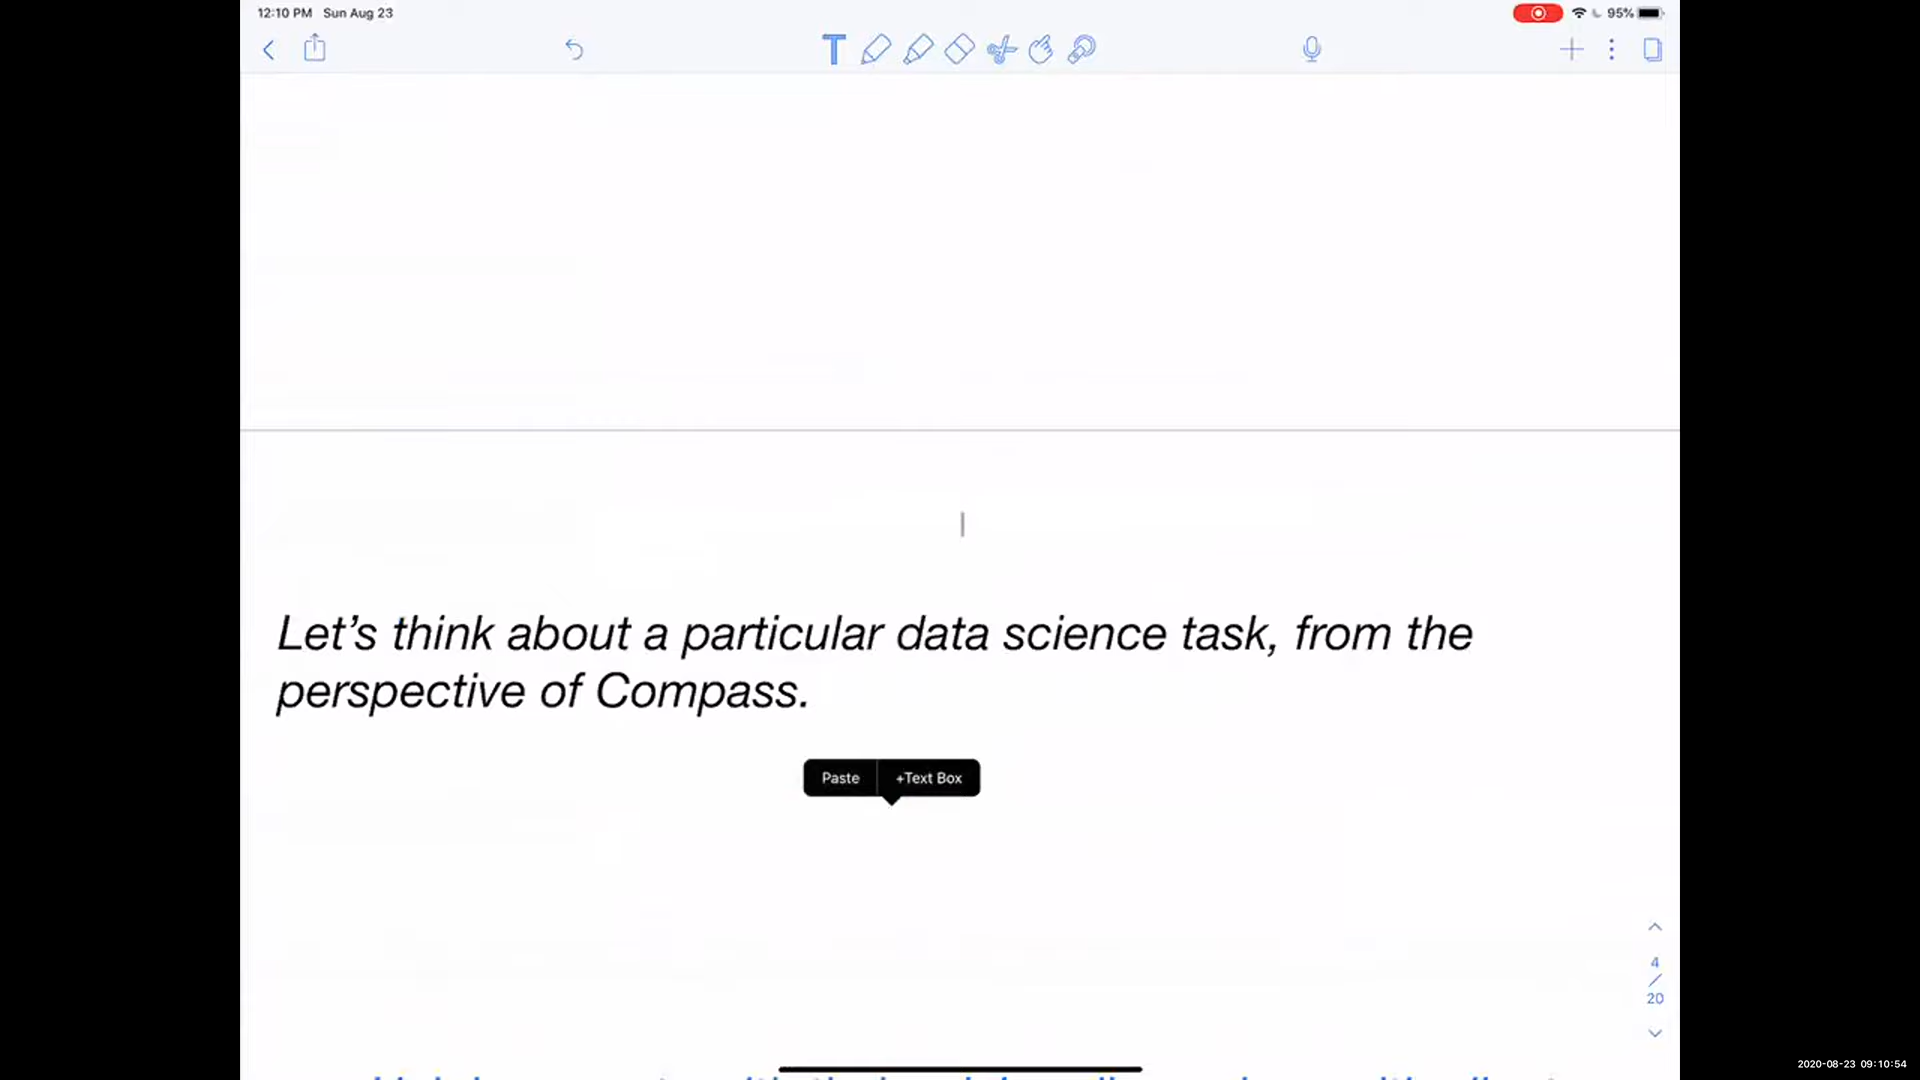 12:10 PM Sun Aug 23
95%
Let's think about a particular data science task, from the
perspective of Compass.
Paste +Text Box
4
/
20
2020-08-23 09:10:54